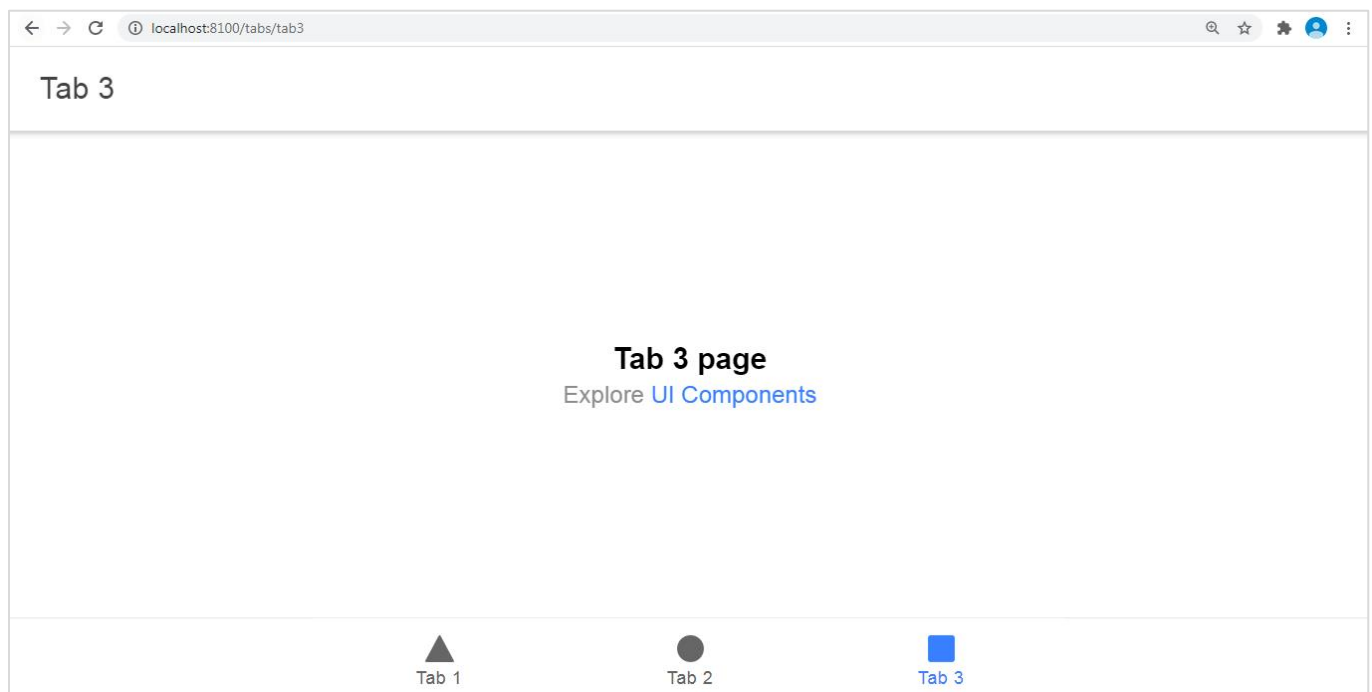 localhost:8100/tabs/tab3
Tab 3
Tab 3 page
Explore UI Components
Tab 1
Tab 2
Tab 3